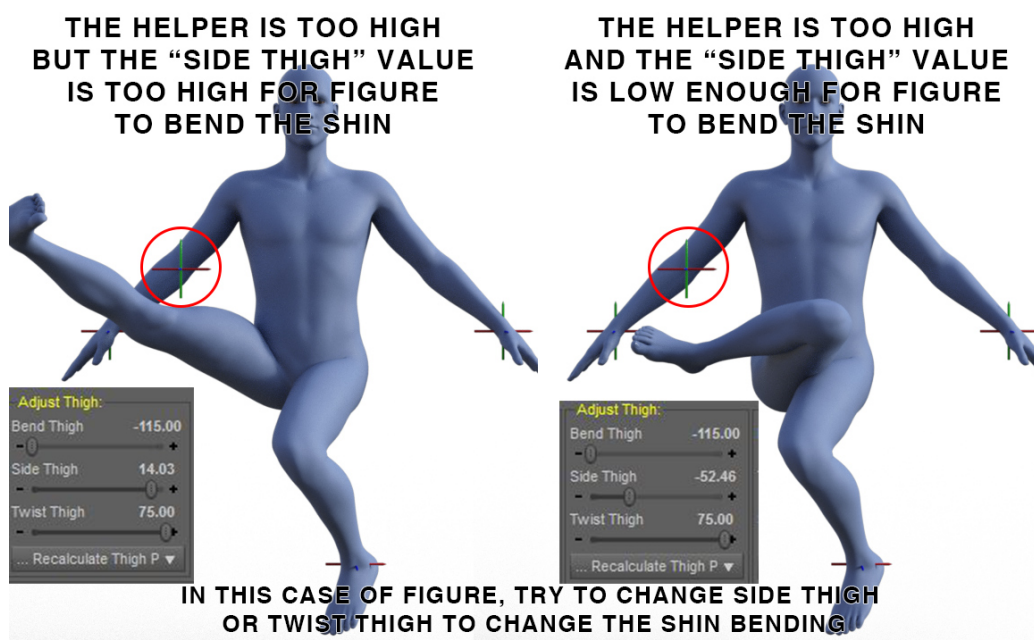 THE HELPER IS TOO HIGH
BUT THE “SIDE THIGH” VALUE
IS TOO HIGH FOR FIGURE
TO BEND THE SHIN
THE HELPER IS TOO HIGH
AND THE “SIDE THIGH” VALUE
IS LOW ENOUGH FOR FIGURE
TO BEND THE SHIN
Adjust Thigh:
Bend Thigh -115.00
- +
Side Thigh 14.03
- +
Twist Thigh 75.00
- +
... Recalculate Thigh P ▼
Adjust Thigh:
Bend Thigh -115.00
- +
Side Thigh -52.46
- +
Twist Thigh 75.00
- +
... Recalculate Thigh P ▼
IN THIS CASE OF FIGURE, TRY TO CHANGE SIDE THIGH
OR TWIST THIGH TO CHANGE THE SHIN BENDING